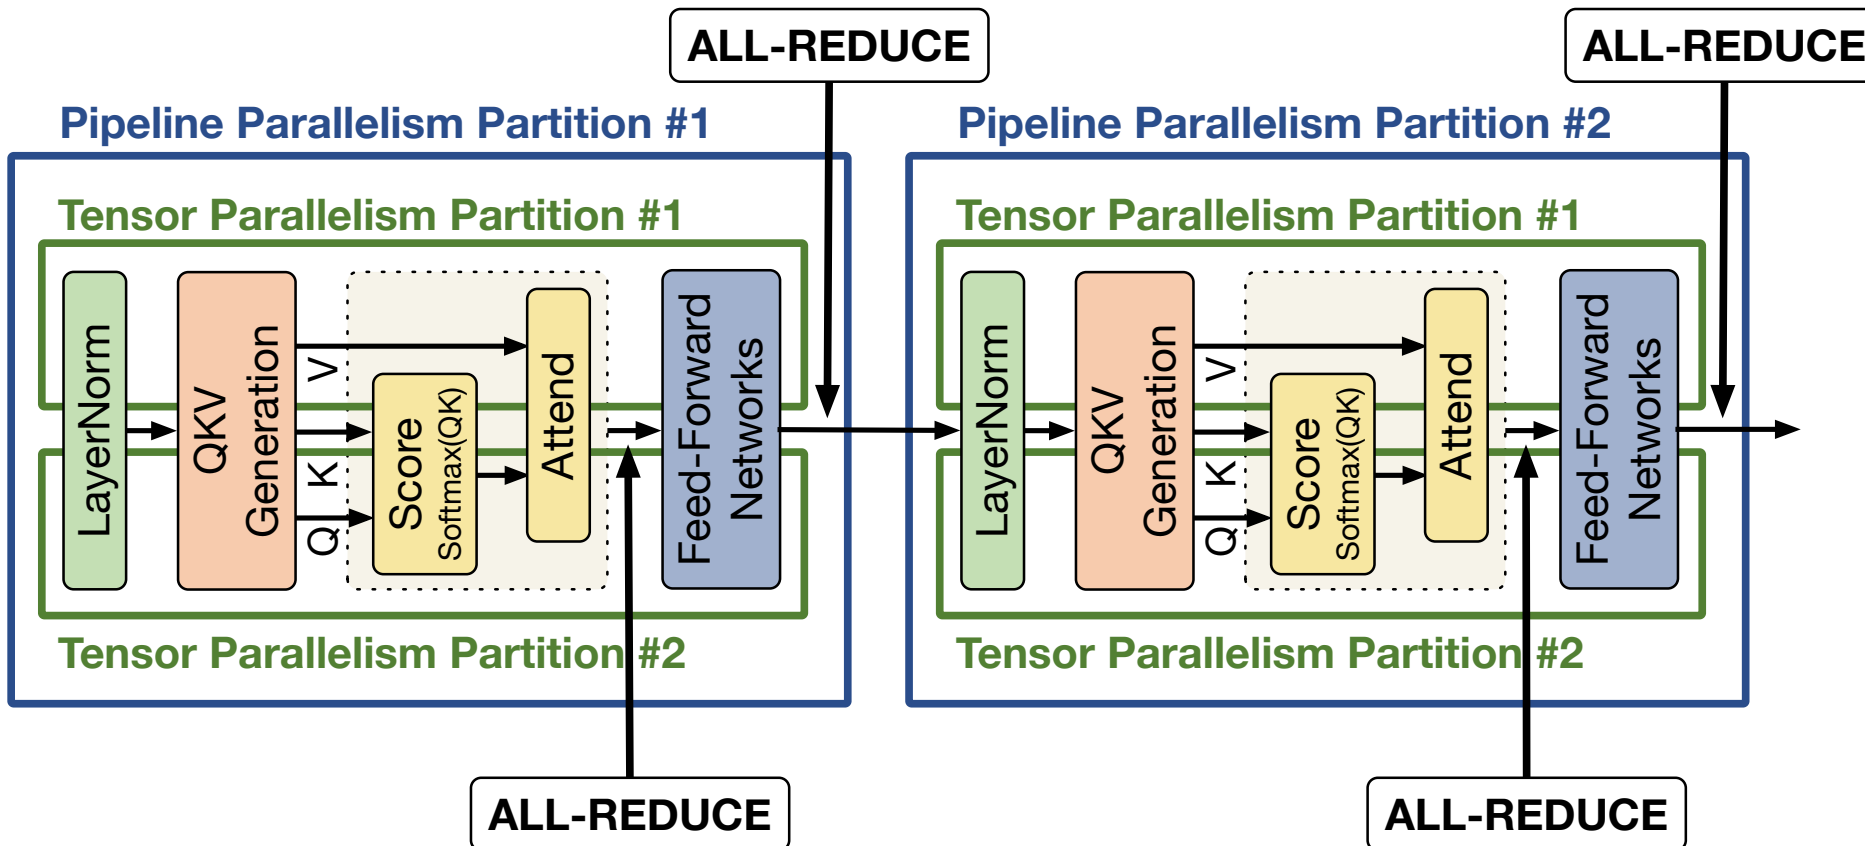 ALL-REDUCE
ALL-REDUCE
Pipeline Parallelism Partition #1
Pipeline Parallelism Partition #2
Tensor Parallelism Partition #1
LayerNorm
QKV
Generation
V
K
Q
Score
Softmax(QK)
Attend
Feed-Forward
Networks
Tensor Parallelism Partition #2
Tensor Parallelism Partition #1
LayerNorm
QKV
Generation
V
K
Q
Score
Softmax(QK)
Attend
Feed-Forward
Networks
Tensor Parallelism Partition #2
ALL-REDUCE
ALL-REDUCE